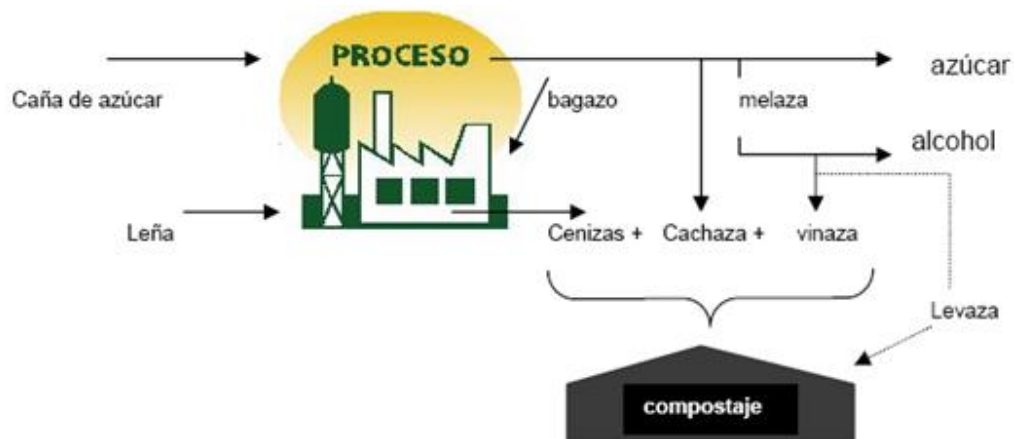 PROCESO
azúcar
Caña de azúcar
bagazo
melaza
alcohol
Leña
Cenizas + Cachaza + vinaza
Levaza
compostaje